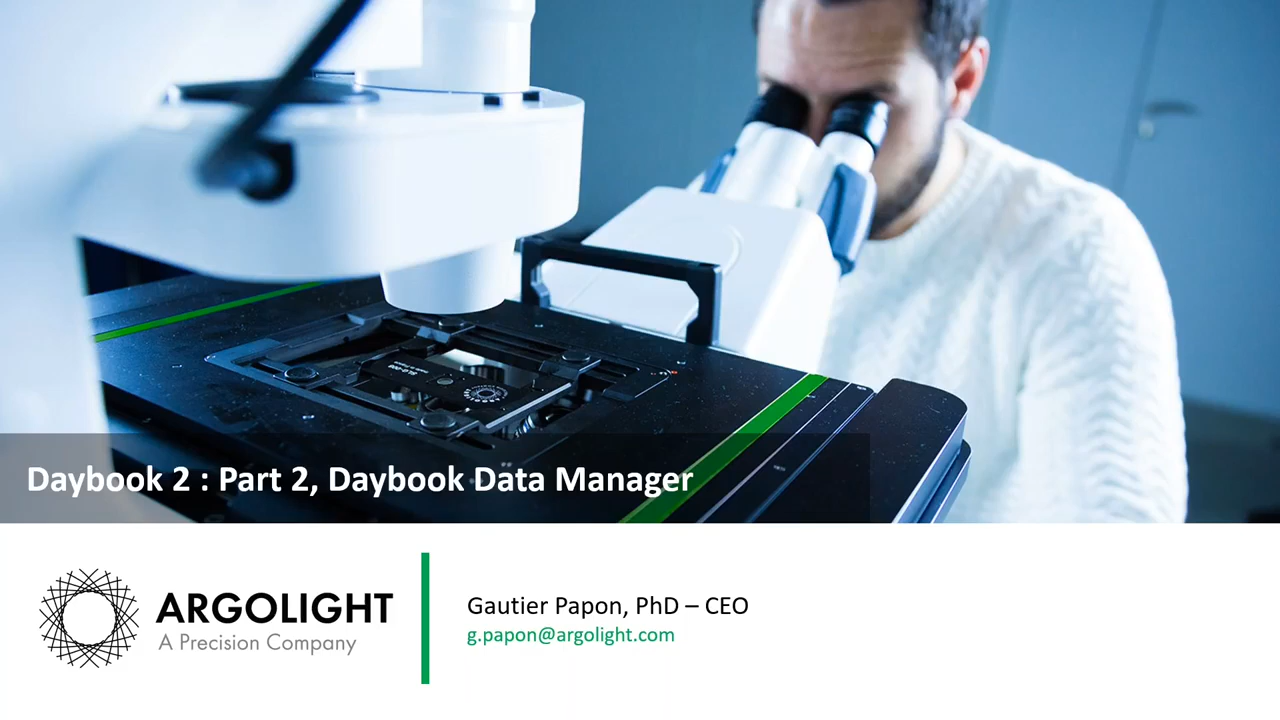 Daybook 2 : Part 2, Daybook Data Manager
ARGOLIGHT
A Precision Company
Gautier Papon, PhD – CEO
g.papon@argolight.com